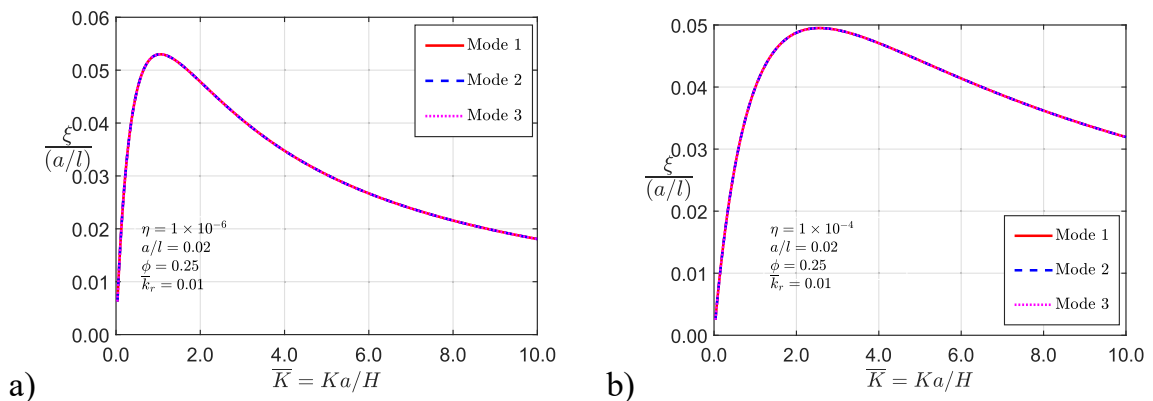 0.06
0.05
0.04
0.03
0.02
0.01
0.00
ξ/(a/l)
Mode 1
Mode 2
Mode 3
η = 1 × 10⁻⁶
a/l = 0.02
ϕ = 0.25
k̅ᵣ = 0.01
0.0 2.0 4.0 6.0 8.0 10.0
K̅ = Ka/H
a)
0.05
0.04
0.03
0.02
0.01
0.00
ξ/(a/l)
η = 1 × 10⁻⁴
a/l = 0.02
ϕ = 0.25
k̅ᵣ = 0.01
Mode 1
Mode 2
Mode 3
0.0 2.0 4.0 6.0 8.0 10.0
K̅ = Ka/H
b)